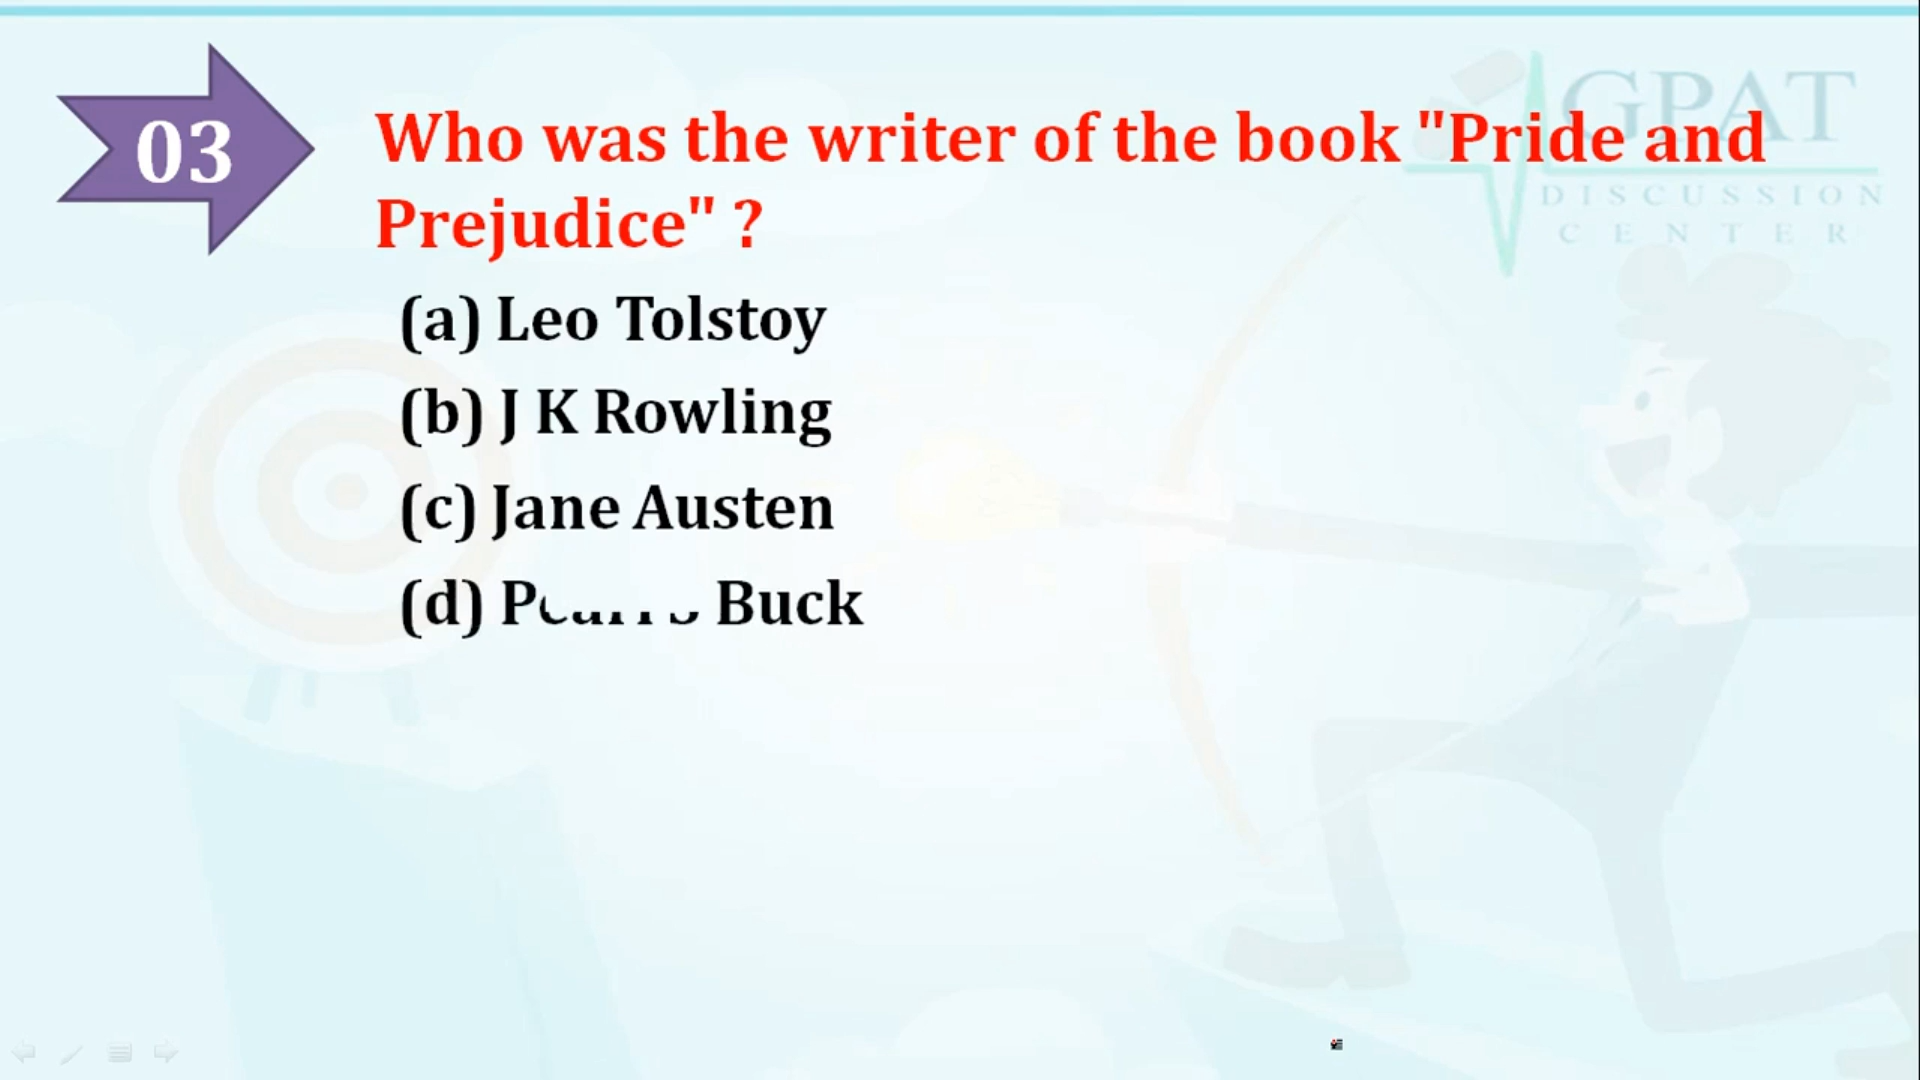 03
Who was the writer of the book "Pride and
Prejudice" ?
(a) Leo Tolstoy
(b) J K Rowling
(c) Jane Austen
(d) Buck
GPAT
DISCUSSION
CENTER